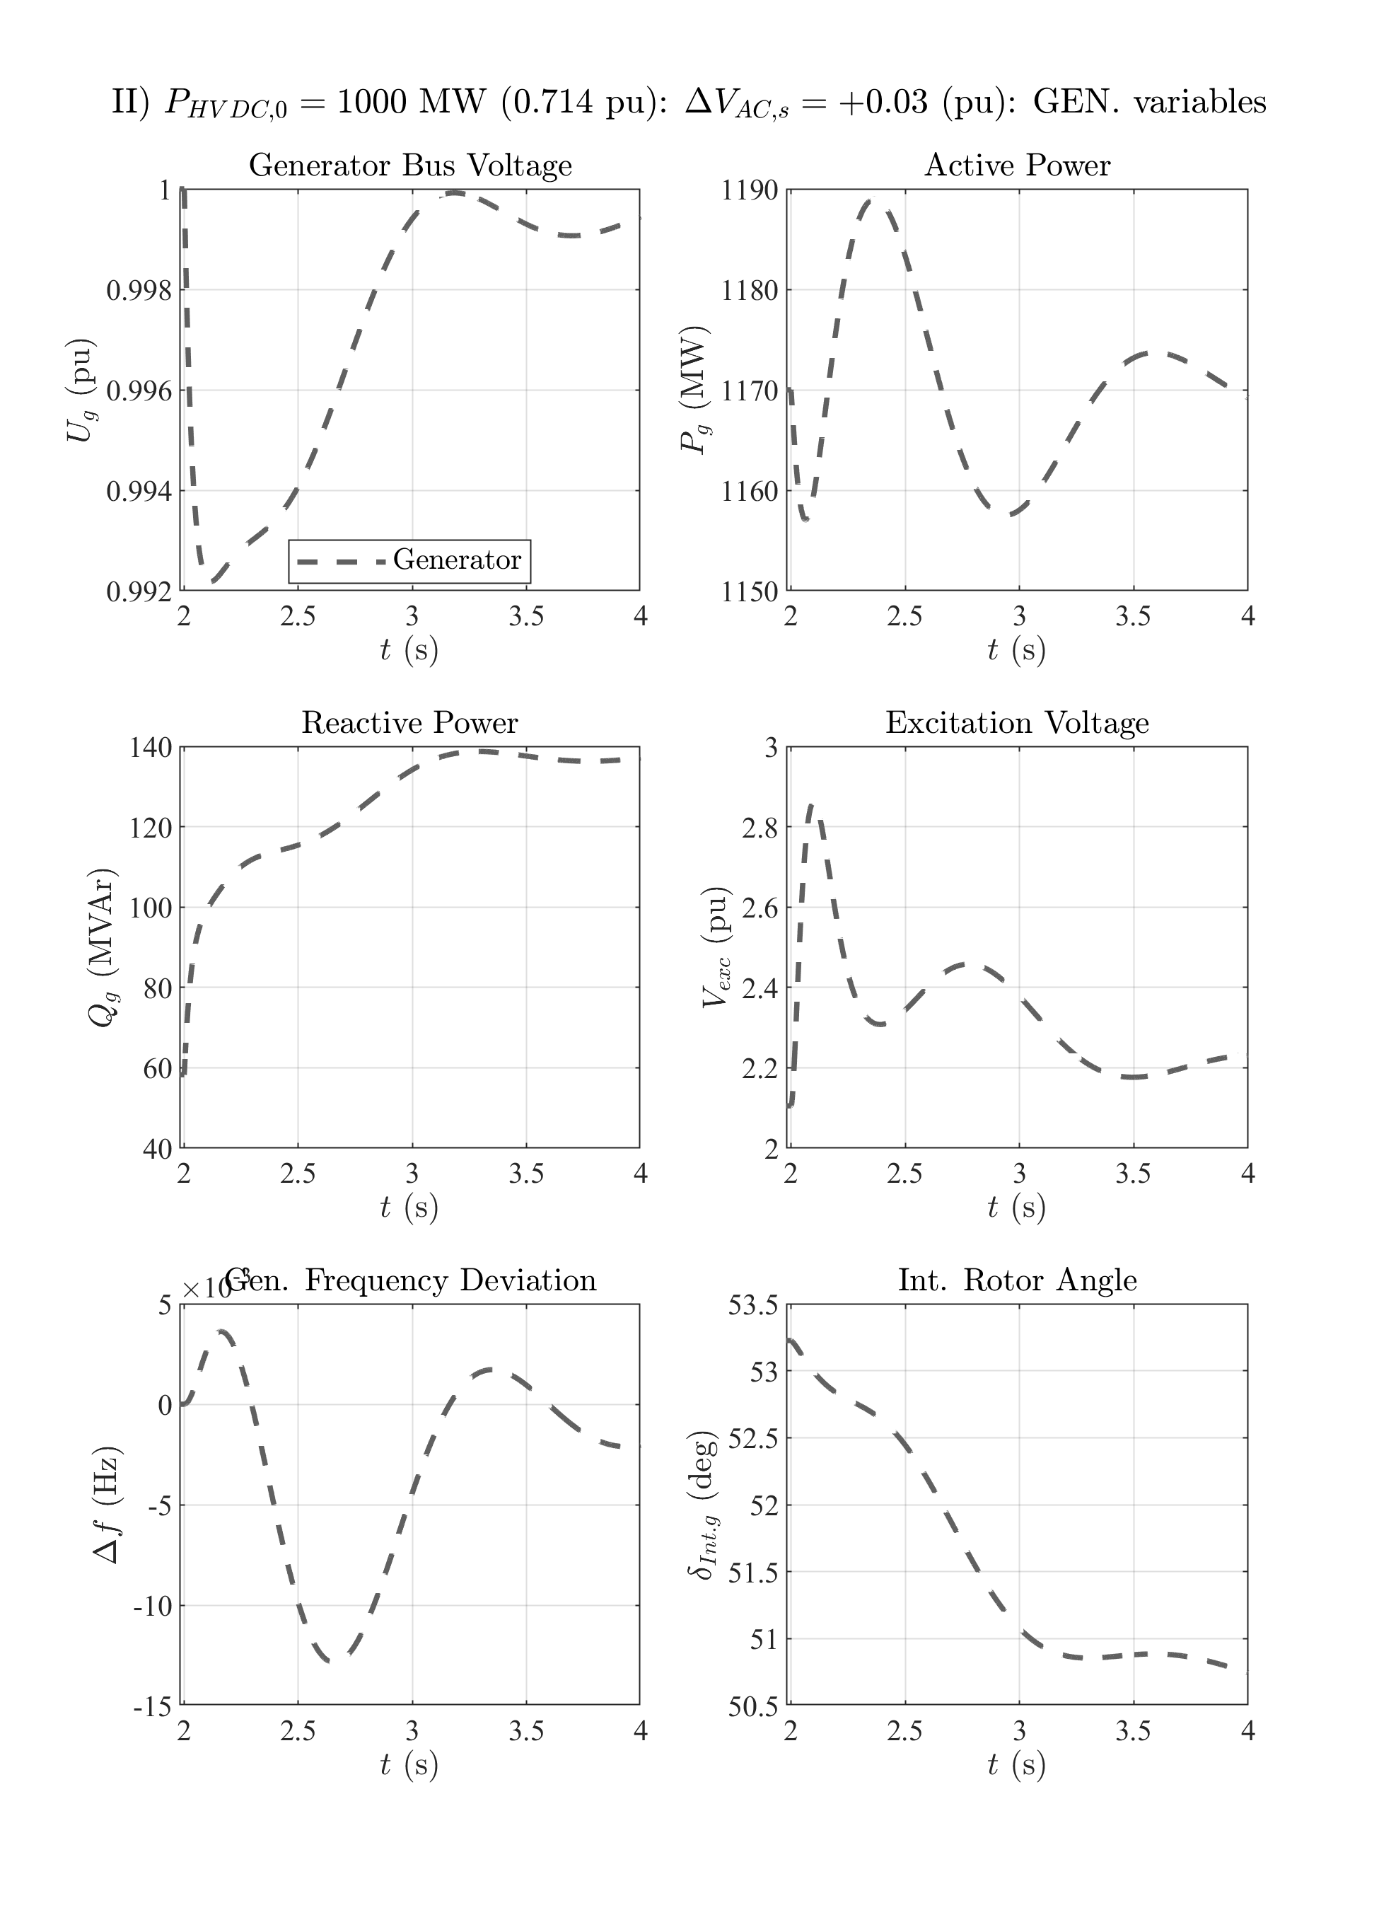 II) P_{HVDC,0} = 1000 MW (0.714 pu): ΔV_{AC,s} = +0.03 (pu): GEN. variables
Generator Bus Voltage
1
0.998
0.996
0.994
0.992
U_g (pu)
Generator
2 2.5 3 3.5 4
t (s)
Active Power
1190
1180
1170
1160
1150
P_g (MW)
2 2.5 3 3.5 4
t (s)
Reactive Power
140
120
100
80
60
40
Q_g (MVAr)
2 2.5 3 3.5 4
t (s)
Excitation Voltage
3
2.8
2.6
2.4
2.2
2
V_{exc} (pu)
2 2.5 3 3.5 4
t (s)
×10^{-3}
Gen. Frequency Deviation
5
0
-5
-10
-15
Δf (Hz)
2 2.5 3 3.5 4
t (s)
Int. Rotor Angle
53.5
53
52.5
52
51.5
51
50.5
δ_{Int.g} (deg)
2 2.5 3 3.5 4
t (s)